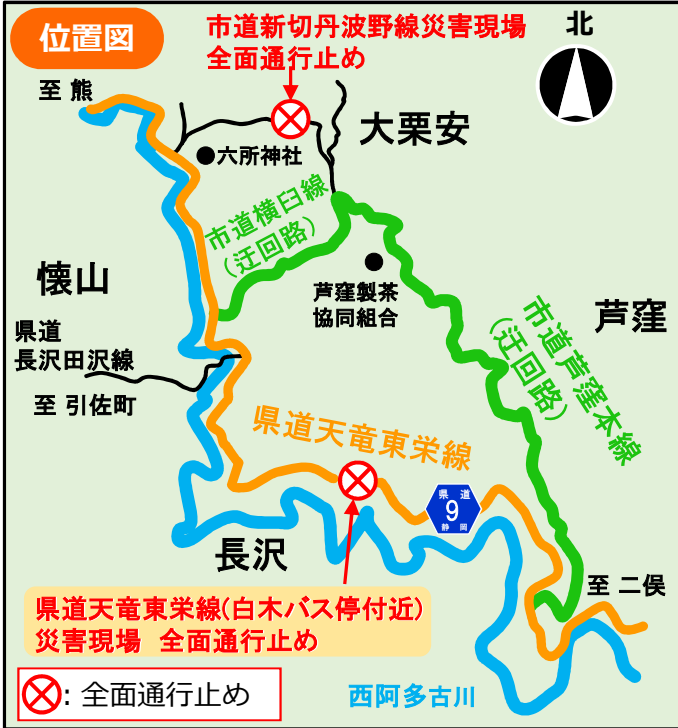 位置図
市道新切丹波野線災害現場
全面通行止め
北
至 熊
大栗安
●六所神社
市道横臼線
(迂回路)
懐山
芦窪製茶
協同組合
芦窪
市道芦窪本線
(迂回路)
県道
長沢田沢線
至 引佐町
県道天竜東栄線
県道
9
静岡
長沢
至 二俣
県道天竜東栄線(白木バス停付近)
災害現場 全面通行止め
: 全面通行止め
西阿多古川